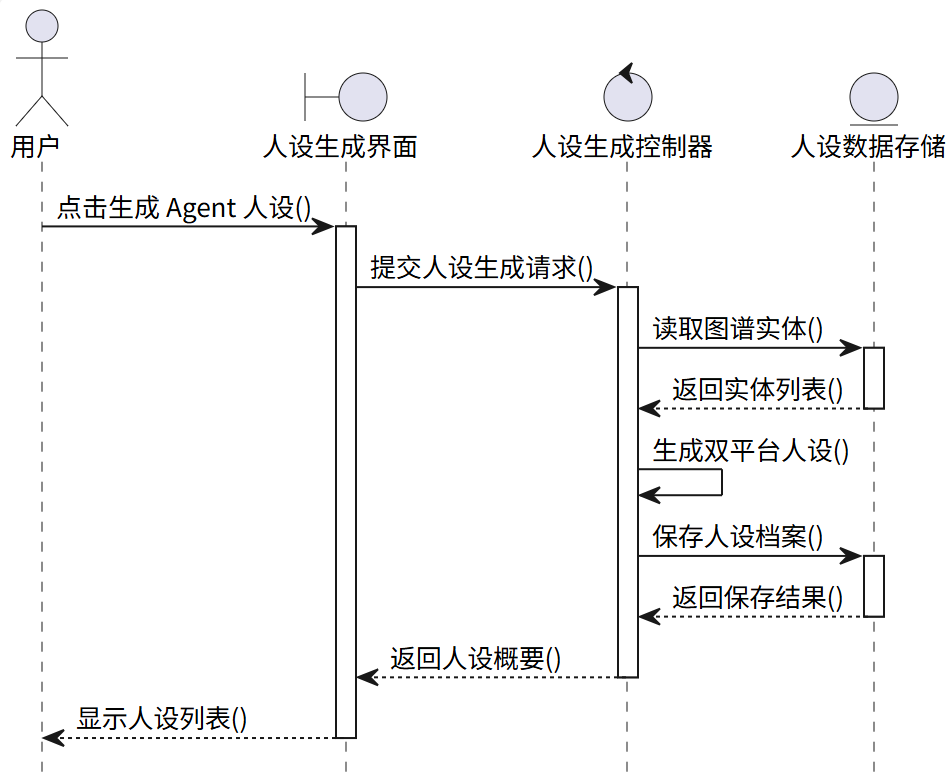 用户
人设生成界面
人设生成控制器
人设数据存储
点击生成 Agent 人设()
提交人设生成请求()
读取图谱实体()
返回实体列表()
生成双平台人设()
保存人设档案()
返回保存结果()
返回人设概要()
显示人设列表()